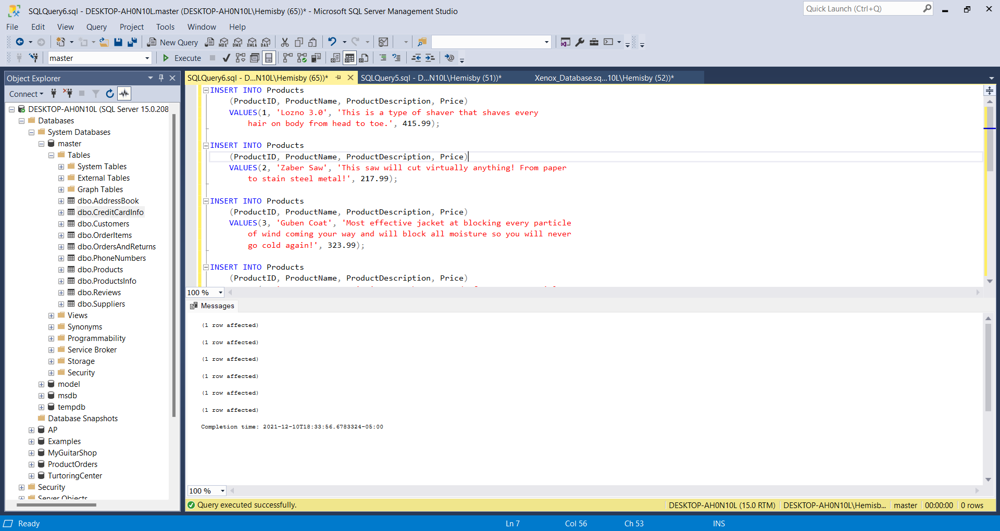 SQLQuery6.sql - DESKTOP-AH0N10L.master (DESKTOP-AH0N10L\Hemisby (65))* - Microsoft SQL Server Management Studio
Quick Launch (Ctrl+Q)
File Edit View Query Project Tools Window Help
New Query MDX DMX XMLA DAX
master Execute
Object Explorer
Connect
DESKTOP-AH0N10L (SQL Server 15.0.208
Databases
System Databases
master
Tables
System Tables
External Tables
Graph Tables
dbo.AddressBook
dbo.CreditCardInfo
dbo.Customers
dbo.OrderItems
dbo.OrdersAndReturns
dbo.PhoneNumbers
dbo.Products
dbo.ProductsInfo
dbo.Reviews
dbo.Suppliers
Views
Synonyms
Programmability
Service Broker
Storage
Security
model
msdb
tempdb
Database Snapshots
AP
Examples
MyGuitarShop
ProductOrders
TurtoringCenter
Security
Server Objects
SQLQuery6.sql - D...N10L\Hemisby (65))* SQLQuery5.sql - D...N10L\Hemisby (51))* Xenox_Database.sq...10L\Hemisby (52))*
INSERT INTO Products
(ProductID, ProductName, ProductDescription, Price)
VALUES(1, 'Lozno 3.0', 'This is a type of shaver that shaves every
hair on body from head to toe.', 415.99);
INSERT INTO Products
(ProductID, ProductName, ProductDescription, Price)
VALUES(2, 'Zaber Saw', 'This saw will cut virtually anything! From paper
to stain steel metal!', 217.99);
INSERT INTO Products
(ProductID, ProductName, ProductDescription, Price)
VALUES(3, 'Guben Coat', 'Most effective jacket at blocking every particle
of wind coming your way and will block all moisture so you will never
go cold again!', 323.99);
INSERT INTO Products
(ProductID, ProductName, ProductDescription, Price)
100 %
Messages
(1 row affected)
(1 row affected)
(1 row affected)
(1 row affected)
(1 row affected)
(1 row affected)
Completion time: 2021-12-10T18:33:56.6783324-05:00
100 %
Query executed successfully. DESKTOP-AH0N10L (15.0 RTM) DESKTOP-AH0N10L\Hemisb... master 00:00:00 0 rows
Ready Ln 7 Col 56 Ch 53 INS